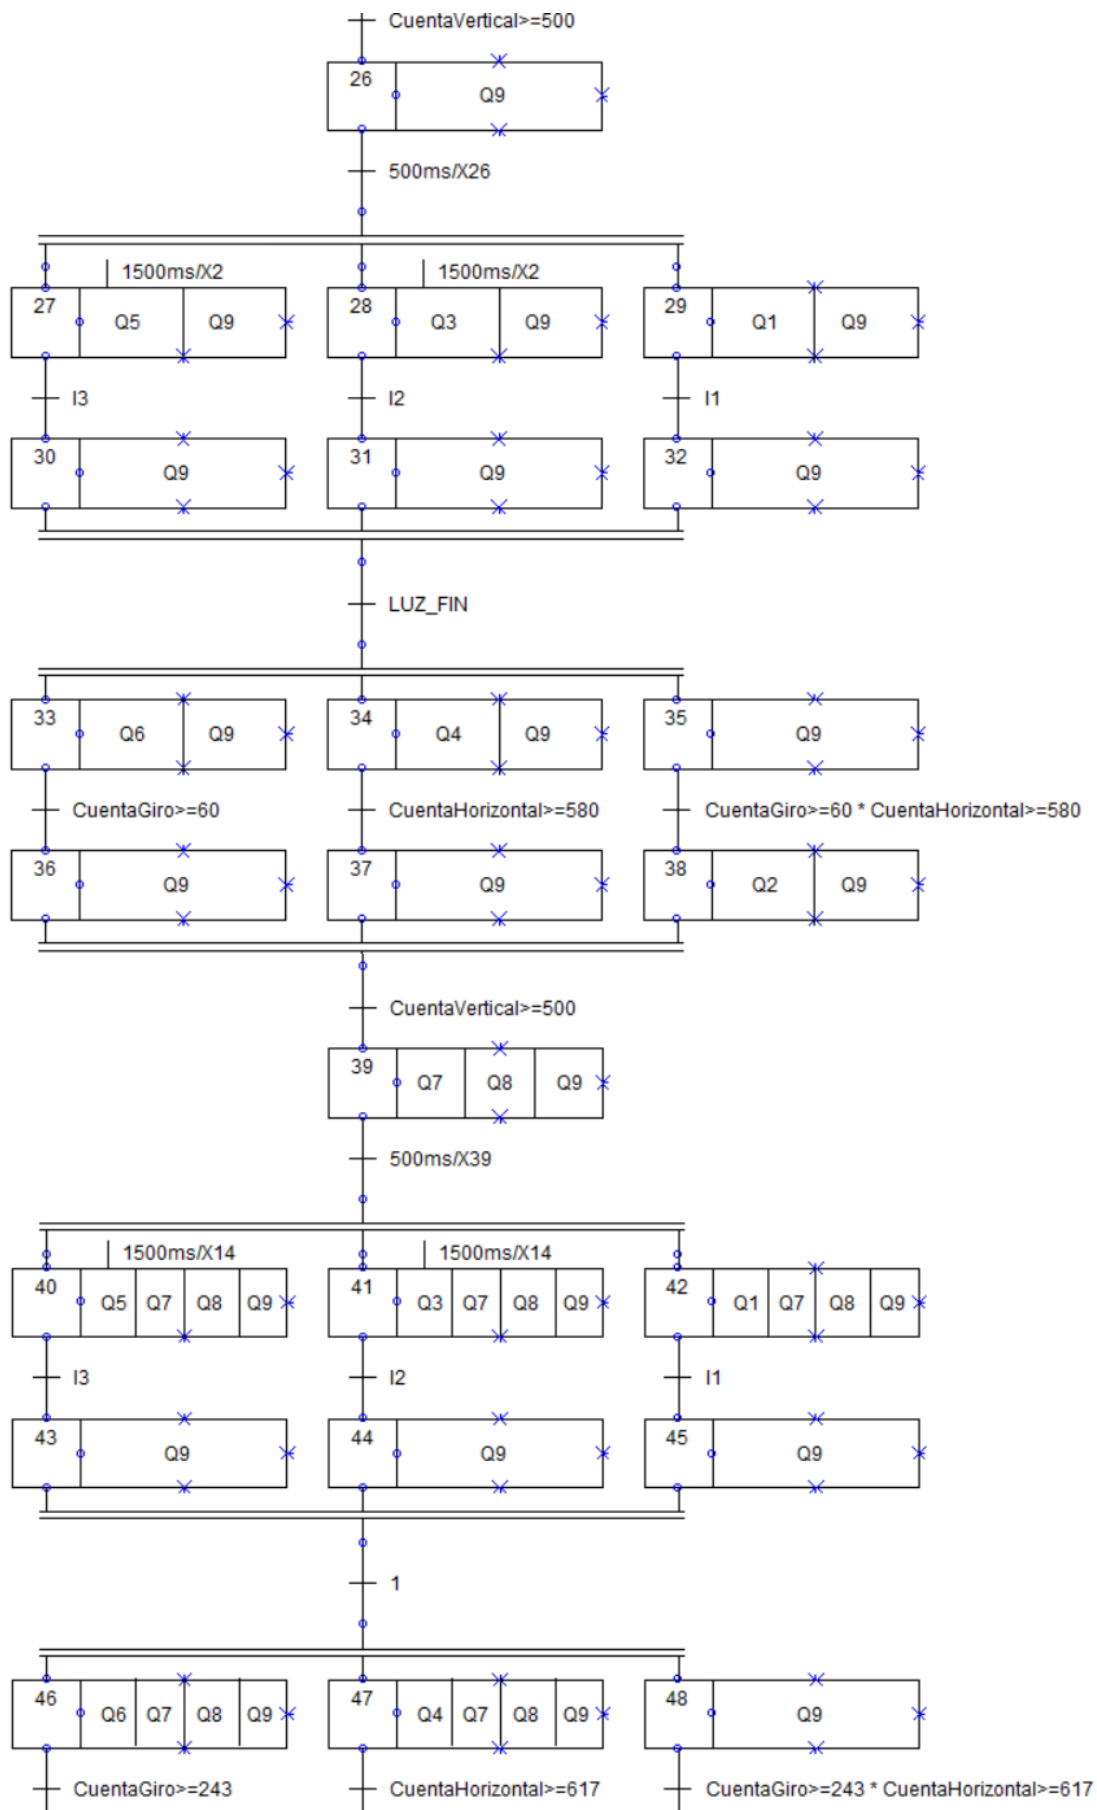 CuentaVertical>=500
26 Q9
500ms/X26
1500ms/X2 1500ms/X2
27 Q5 Q9 28 Q3 Q9 29 Q1 Q9
I3 I2 I1
30 Q9 31 Q9 32 Q9
LUZ_FIN
33 Q6 Q9 34 Q4 Q9 35 Q9
CuentaGiro>=60 CuentaHorizontal>=580 CuentaGiro>=60 * CuentaHorizontal>=580
36 Q9 37 Q9 38 Q2 Q9
CuentaVertical>=500
39 Q7 Q8 Q9
500ms/X39
1500ms/X14 1500ms/X14
40 Q5 Q7 Q8 Q9 41 Q3 Q7 Q8 Q9 42 Q1 Q7 Q8 Q9
I3 I2 I1
43 Q9 44 Q9 45 Q9
1
46 Q6 Q7 Q8 Q9 47 Q4 Q7 Q8 Q9 48 Q9
CuentaGiro>=243 CuentaHorizontal>=617 CuentaGiro>=243 * CuentaHorizontal>=617